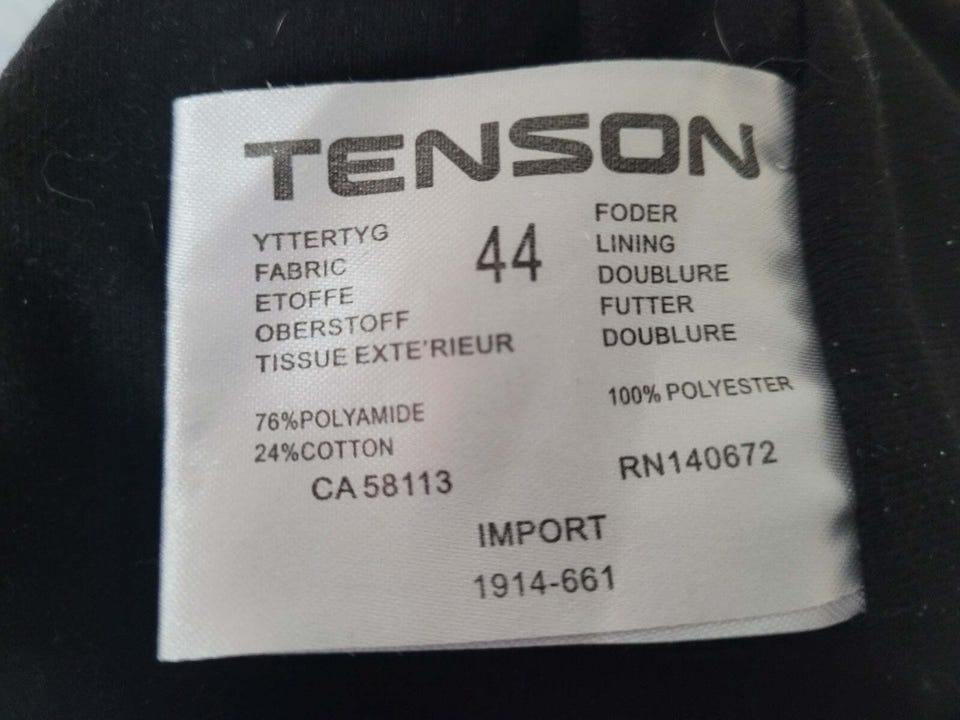 TENSON
YTTERTYG
FABRIC
ETOFFE
OBERSTOFF
TISSUE EXTE'RIEUR
44
FODER
LINING
DOUBLURE
FUTTER
DOUBLURE
76%POLYAMIDE
24%COTTON
100% POLYESTER
CA 58113
RN140672
IMPORT
1914-661